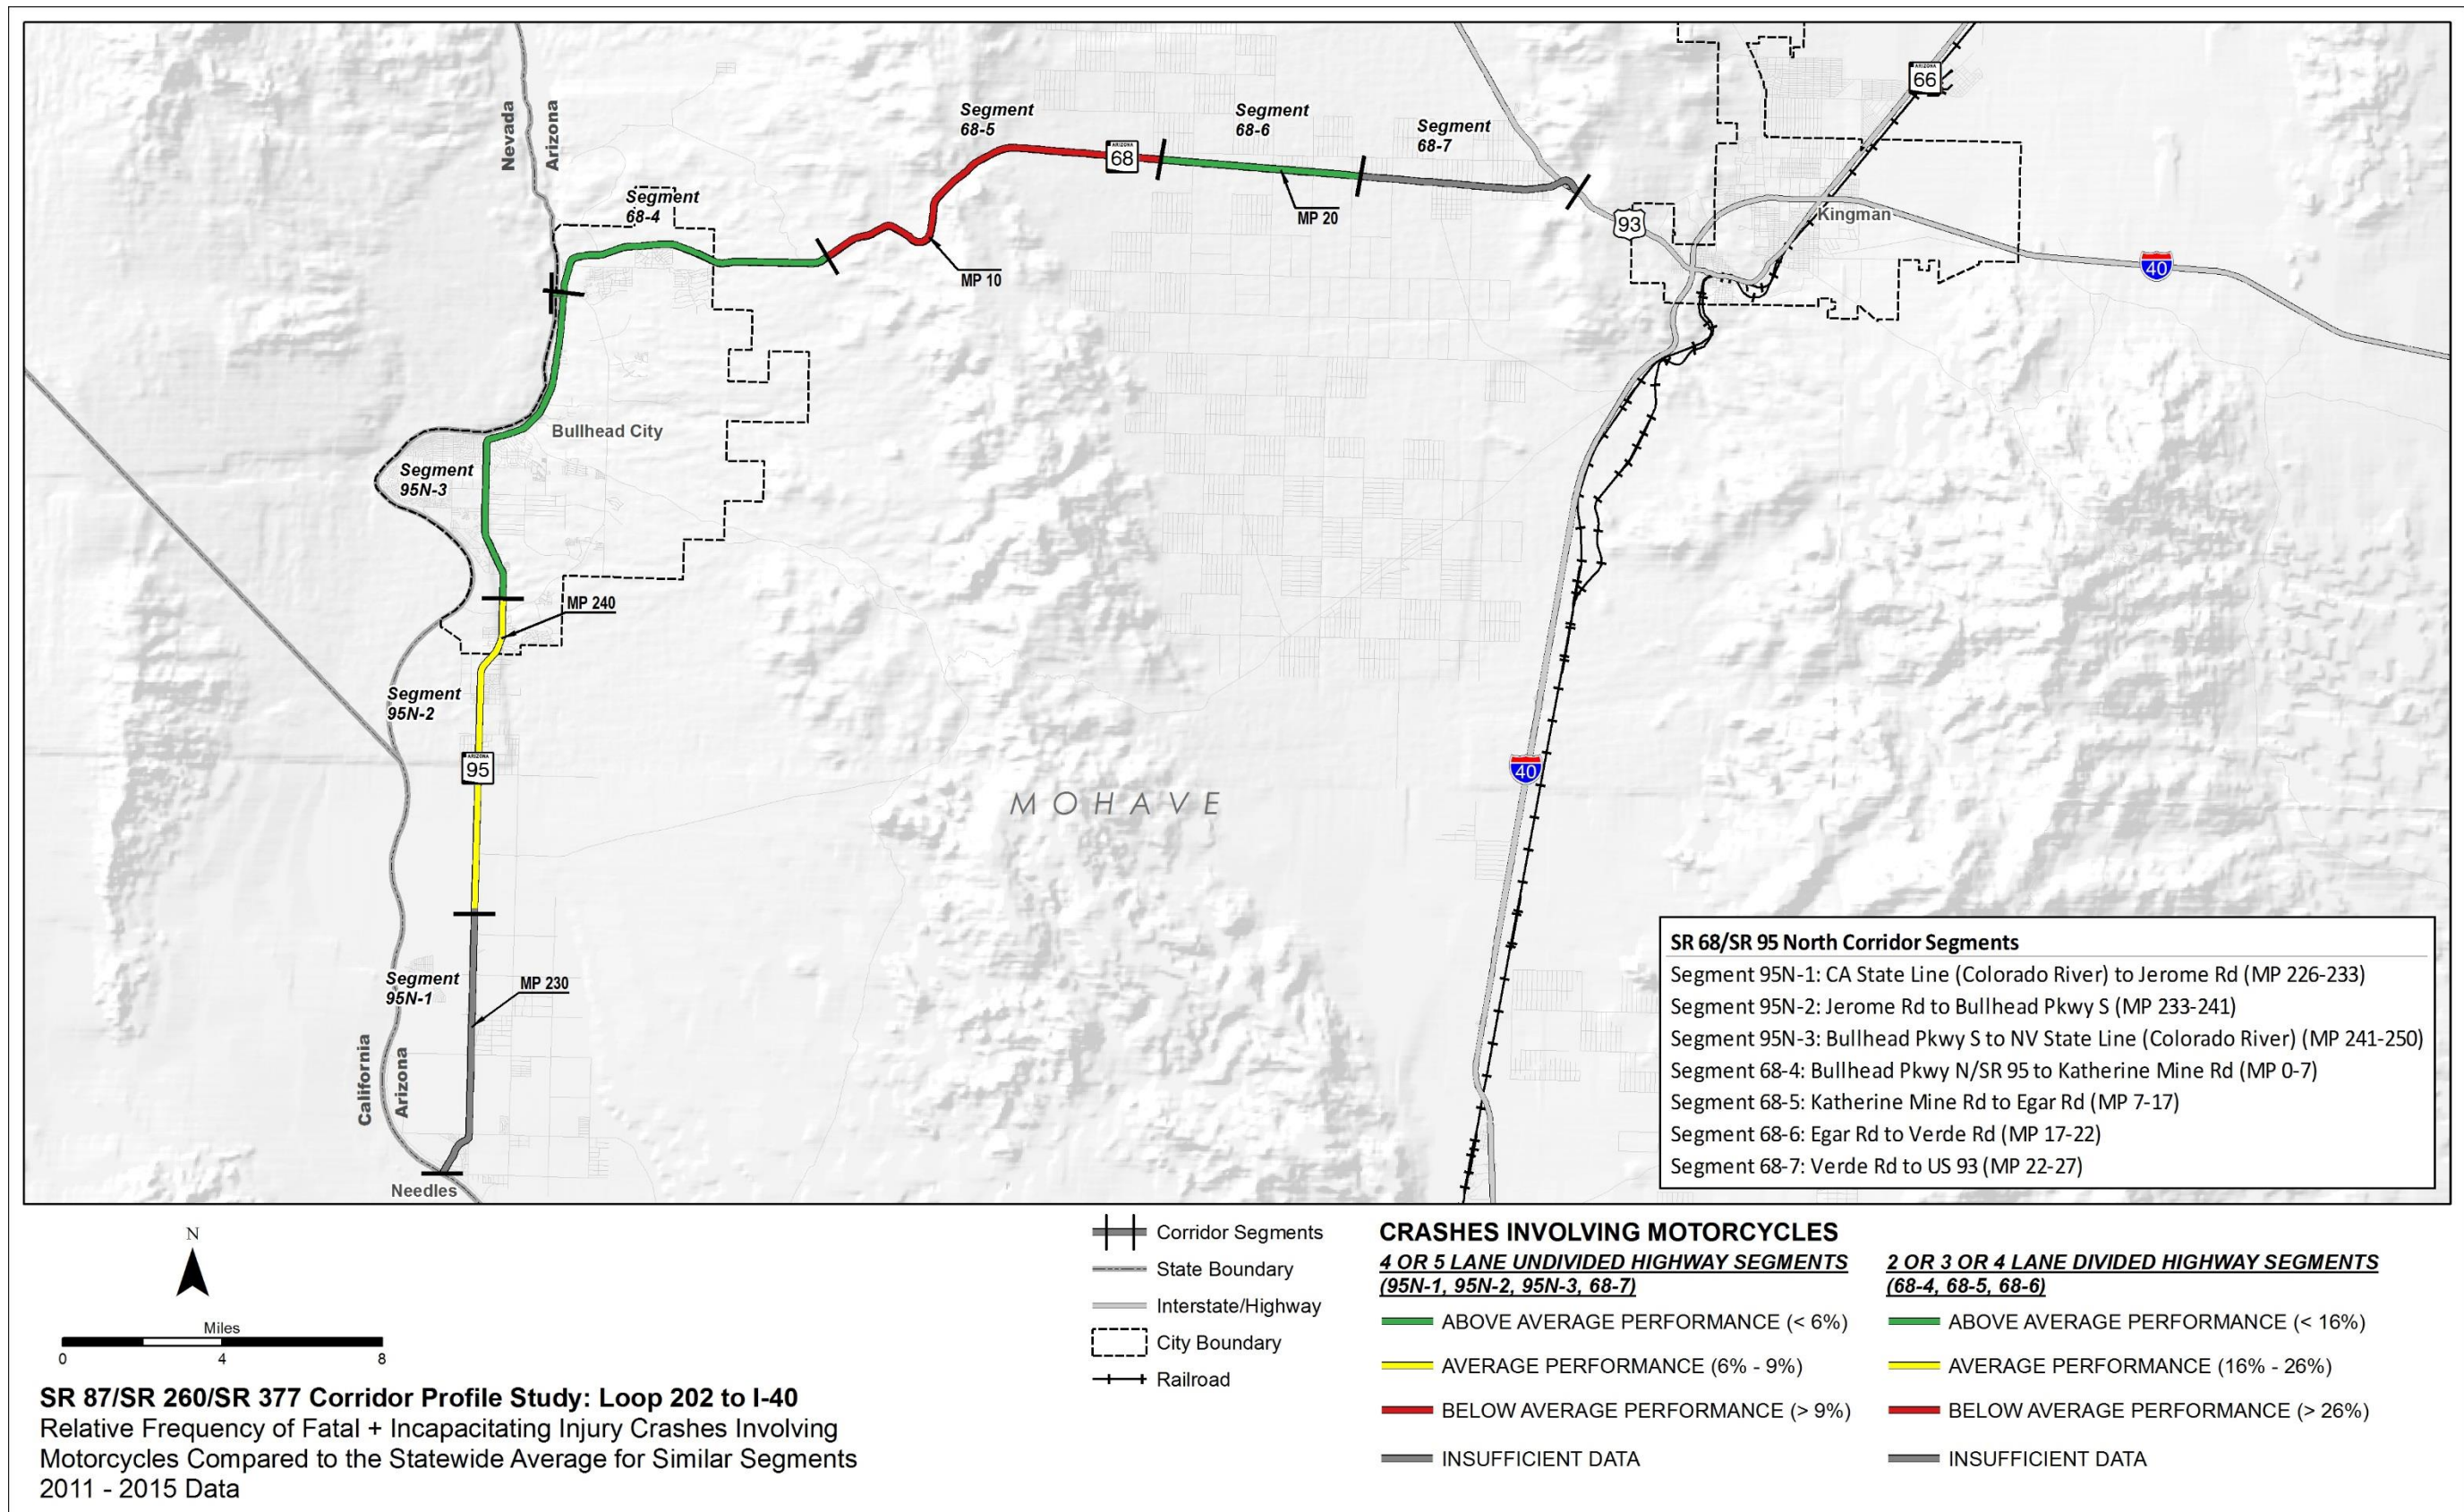 Nevada
Arizona
ARIZONA
66
Segment
68-5
Segment
68-6
Segment
68-7
ARIZONA
68
MP 20
Segment
68-4
93
Kingman
40
MP 10
Bullhead City
Segment
95N-3
MP 240
Segment
95N-2
ARIZONA
95
40
MOHAVE
Segment
95N-1
MP 230
California
Arizona
Needles
SR 68/SR 95 North Corridor Segments
Segment 95N-1: CA State Line (Colorado River) to Jerome Rd (MP 226-233)
Segment 95N-2: Jerome Rd to Bullhead Pkwy S (MP 233-241)
Segment 95N-3: Bullhead Pkwy S to NV State Line (Colorado River) (MP 241-250)
Segment 68-4: Bullhead Pkwy N/SR 95 to Katherine Mine Rd (MP 0-7)
Segment 68-5: Katherine Mine Rd to Egar Rd (MP 7-17)
Segment 68-6: Egar Rd to Verde Rd (MP 17-22)
Segment 68-7: Verde Rd to US 93 (MP 22-27)
N
Miles
0 4 8
SR 87/SR 260/SR 377 Corridor Profile Study: Loop 202 to I-40
Relative Frequency of Fatal + Incapacitating Injury Crashes Involving
Motorcycles Compared to the Statewide Average for Similar Segments
2011 - 2015 Data
Corridor Segments
State Boundary
Interstate/Highway
City Boundary
Railroad
CRASHES INVOLVING MOTORCYCLES
4 OR 5 LANE UNDIVIDED HIGHWAY SEGMENTS
(95N-1, 95N-2, 95N-3, 68-7)
ABOVE AVERAGE PERFORMANCE (< 6%)
AVERAGE PERFORMANCE (6% - 9%)
BELOW AVERAGE PERFORMANCE (> 9%)
INSUFFICIENT DATA
2 OR 3 OR 4 LANE DIVIDED HIGHWAY SEGMENTS
(68-4, 68-5, 68-6)
ABOVE AVERAGE PERFORMANCE (< 16%)
AVERAGE PERFORMANCE (16% - 26%)
BELOW AVERAGE PERFORMANCE (> 26%)
INSUFFICIENT DATA